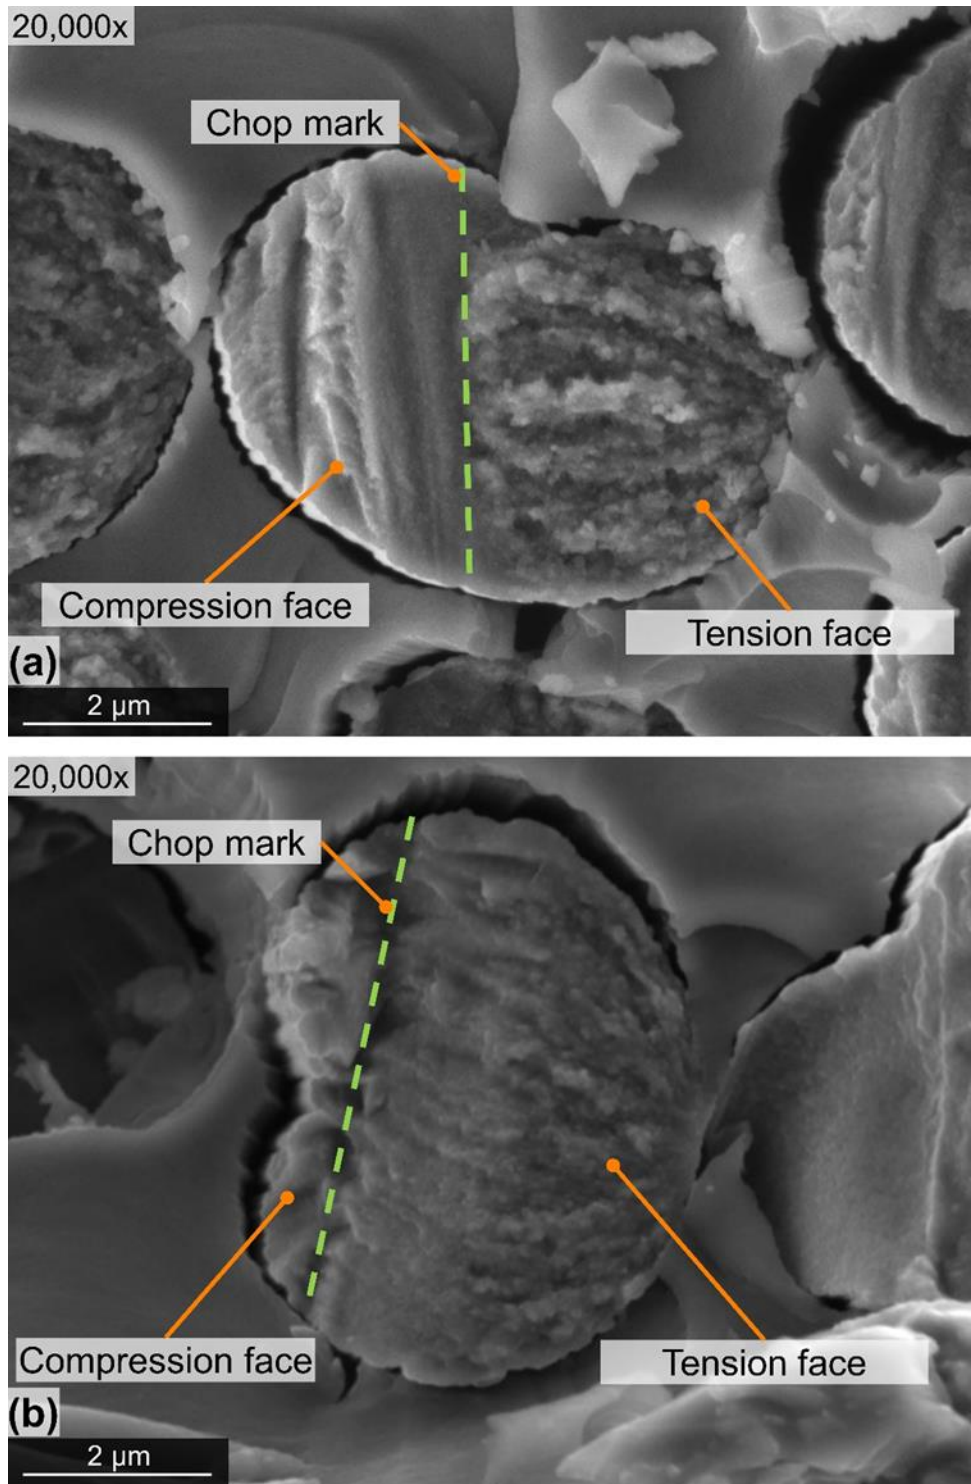 20,000x
Chop mark
Compression face
Tension face
(a)
2 µm
20,000x
Chop mark
Compression face
Tension face
(b)
2 µm